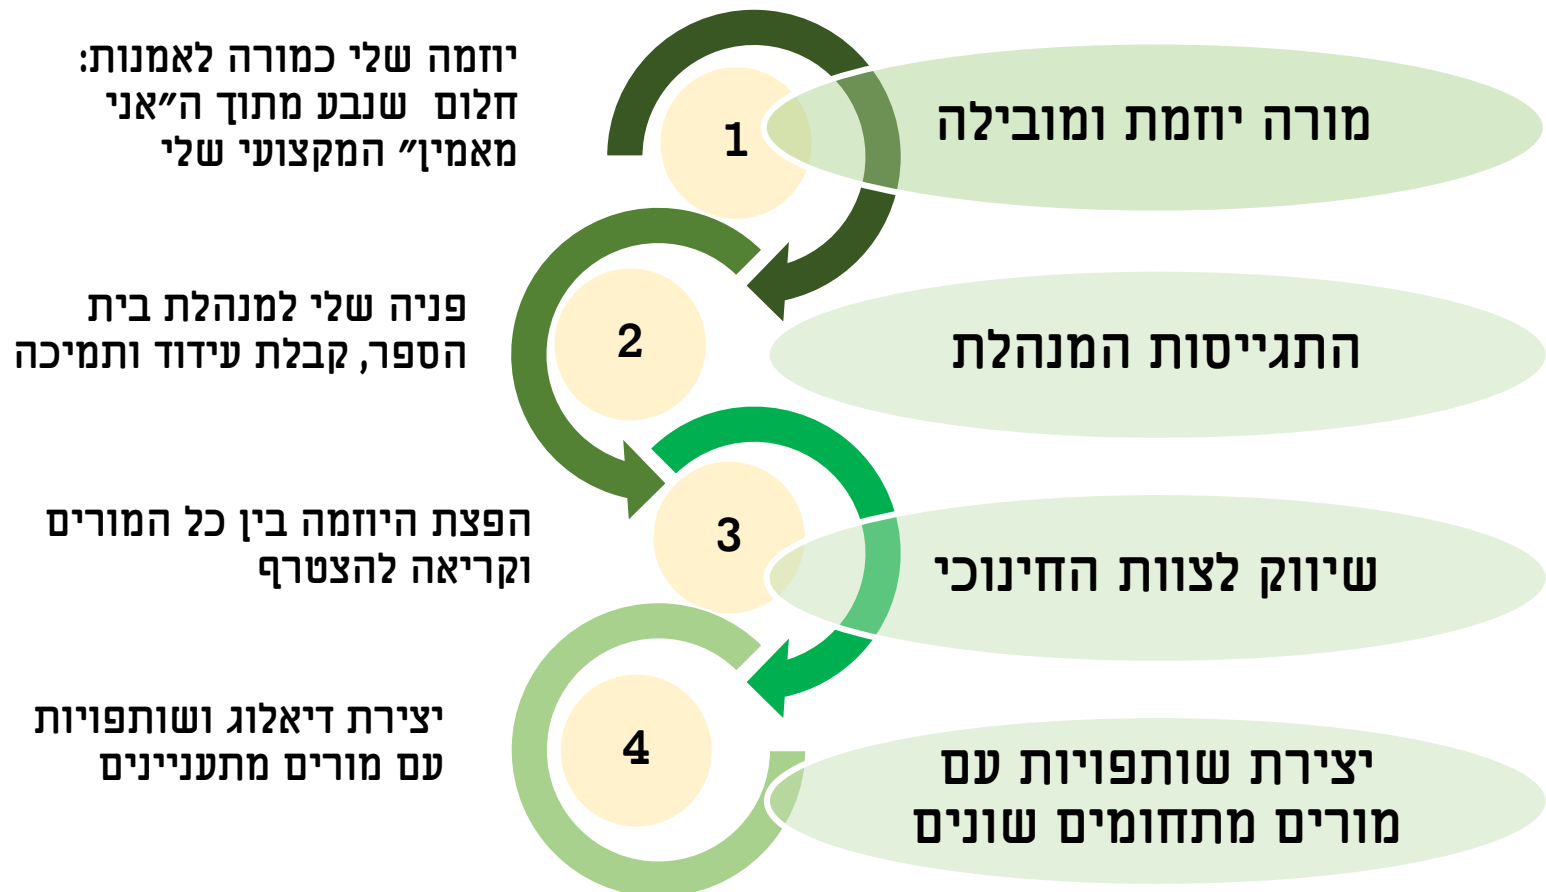 מורה יוזמת ומובילה
1
יוזמה שלי כמורה לאמנות:
חלום שנבע מתוך ה״אני
מאמין״ המקצועי שלי
התגייסות המנהלת
2
פניה שלי למנהלת בית
הספר, קבלת עידוד ותמיכה
שיווק לצוות החינוכי
3
הפצת היוזמה בין כל המורים
וקריאה להצטרף
יצירת שותפויות עם
מורים מתחומים שונים
4
יצירת דיאלוג ושותפויות
עם מורים מתעניינים